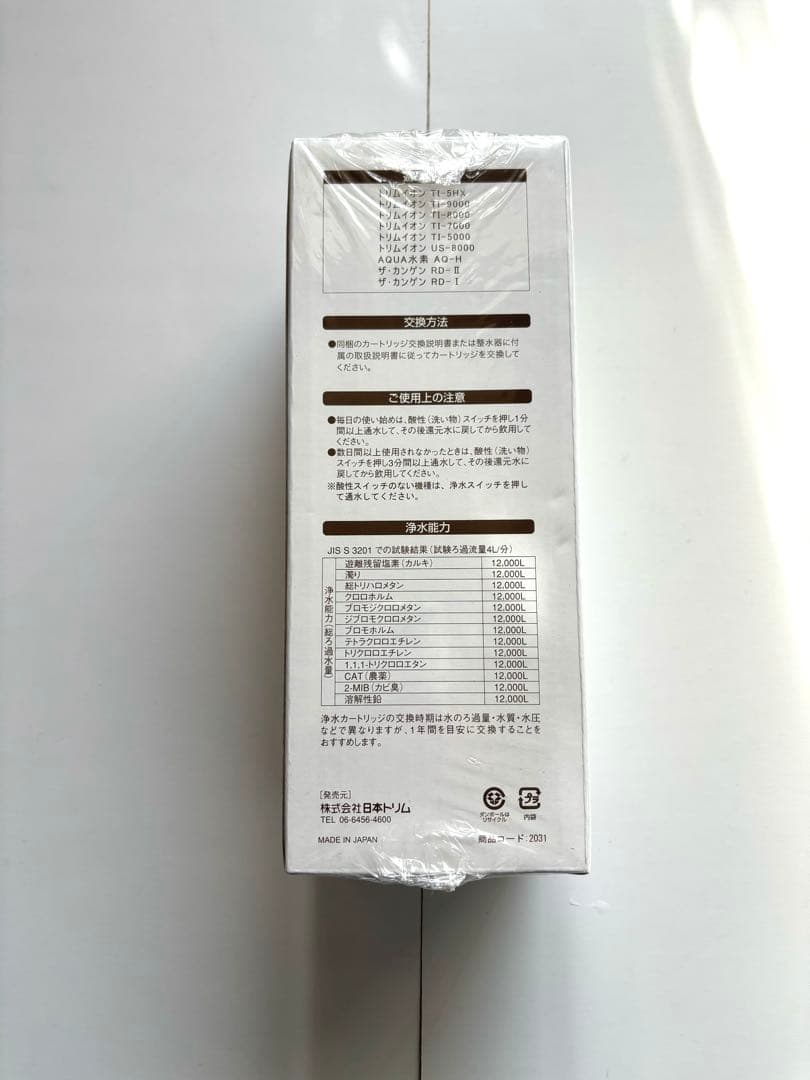 トリムイオン TI-5HX
トリムイオン TI-9000
トリムイオン TI-8000
トリムイオン TI-7000
トリムイオン TI-5000
トリムイオン US-8000
AQUA水素 AQ-H
ザ・カンゲン RD-Ⅱ
ザ・カンゲン RD-Ⅰ
交換方法
●同梱のカートリッジ交換説明書または整水器に付
属の取扱説明書に従ってカートリッジを交換して
ください。
ご使用上の注意
●毎日の使い始めは、酸性(洗い物)スイッチを押し1分
間以上通水して、その後還元水に戻してから飲用して
ください。
●数日間以上使用されなかったときは、酸性(洗い物)
スイッチを押し3分間以上通水して、その後還元水に
戻してから飲用してください。
※酸性スイッチのない機種は、浄水スイッチを押し
て通水してください。
浄水能力
JIS S 3201 での試験結果(試験ろ過流量4L/分)
浄水能力(総ろ過水量)
遊離残留塩素(カルキ) 12,000L
濁り 12,000L
総トリハロメタン 12,000L
クロロホルム 12,000L
ブロモジクロロメタン 12,000L
ジブロモクロロメタン 12,000L
ブロモホルム 12,000L
テトラクロロエチレン 12,000L
トリクロロエチレン 12,000L
1,1,1-トリクロロエタン 12,000L
CAT(農薬) 12,000L
2-MIB(カビ臭) 12,000L
溶解性鉛 12,000L
浄水カートリッジの交換時期は水のろ過量・水質・水圧
などで異なりますが、1年間を目安に交換することを
おすすめします。
[発売元]
株式会社日本トリム
TEL 06-6456-4600
ダンボールは
リサイクル
プラ
内袋
MADE IN JAPAN
商品コード:2031